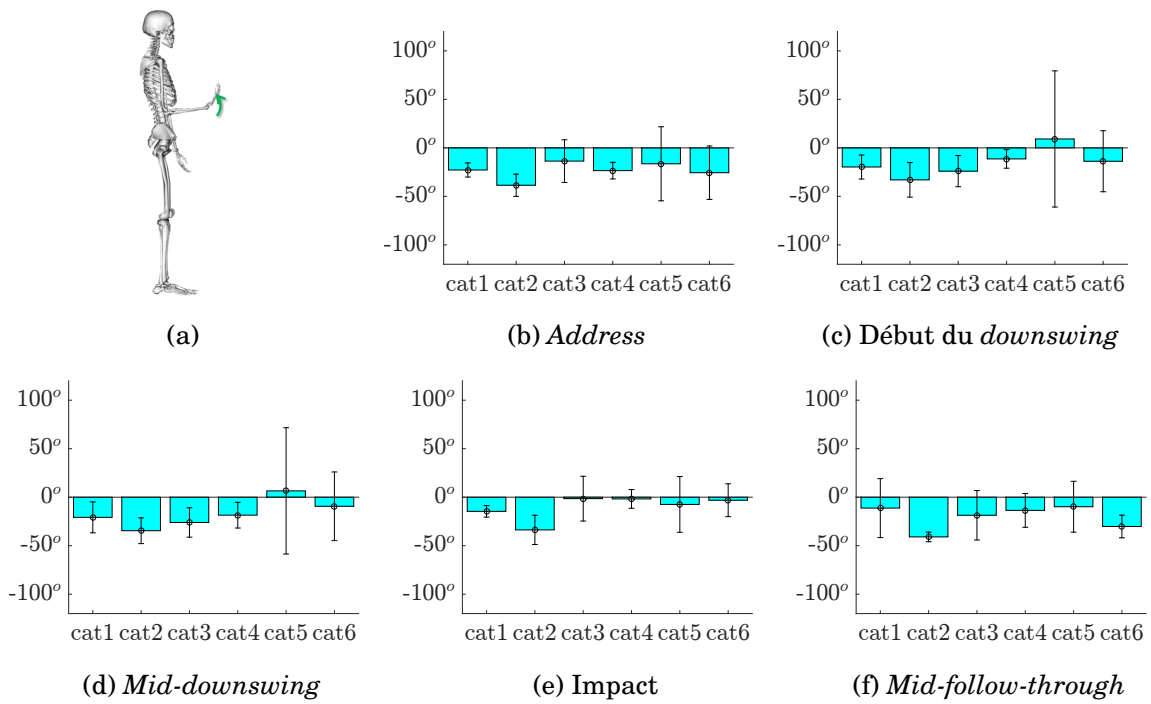 100°
50°
0°
-50°
-100°
cat1 cat2 cat3 cat4 cat5 cat6
100°
50°
0°
-50°
-100°
cat1 cat2 cat3 cat4 cat5 cat6
(a)
(b) Address
(c) Début du downswing
100°
50°
0°
-50°
-100°
cat1 cat2 cat3 cat4 cat5 cat6
100°
50°
0°
-50°
-100°
cat1 cat2 cat3 cat4 cat5 cat6
100°
50°
0°
-50°
-100°
cat1 cat2 cat3 cat4 cat5 cat6
(d) Mid-downswing
(e) Impact
(f) Mid-follow-through